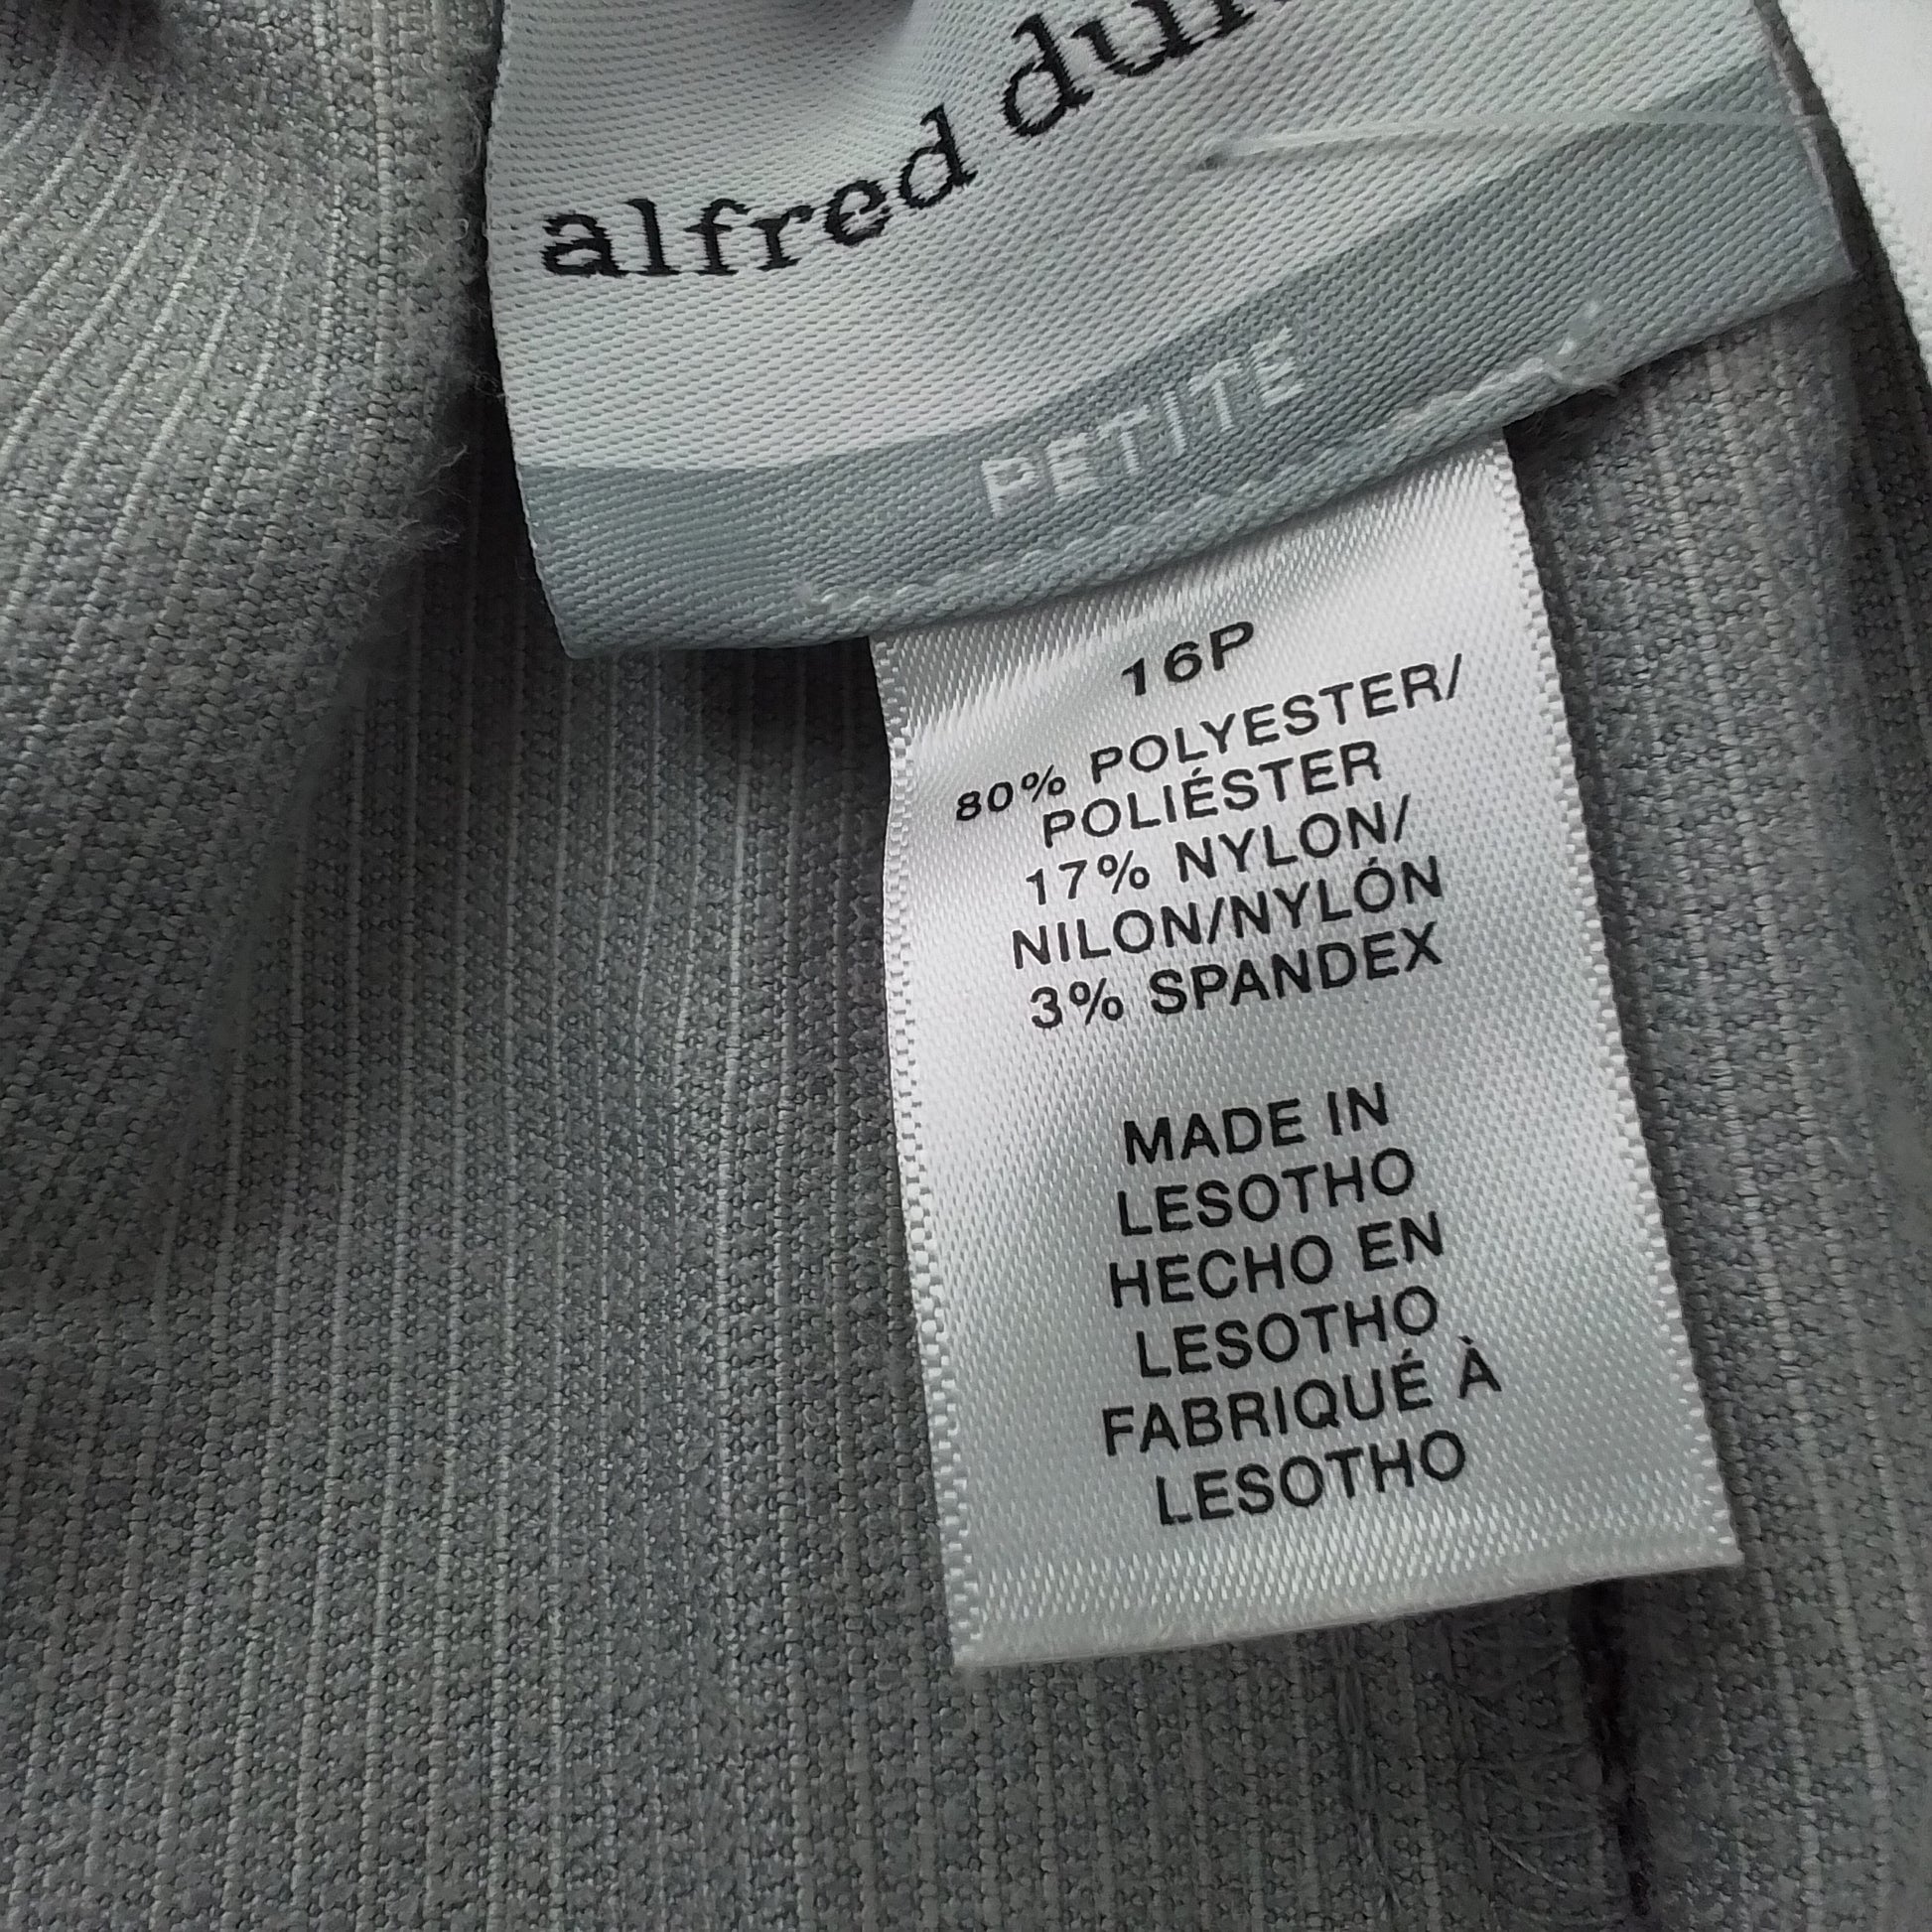 alfred
PETITE
16P
80% POLYESTER/
POLIÉSTER
17% NYLON/
NILON/NYLÓN
3% SPANDEX
MADE IN
LESOTHO
HECHO EN
LESOTHO
FABRIQUÉ À
LESOTHO